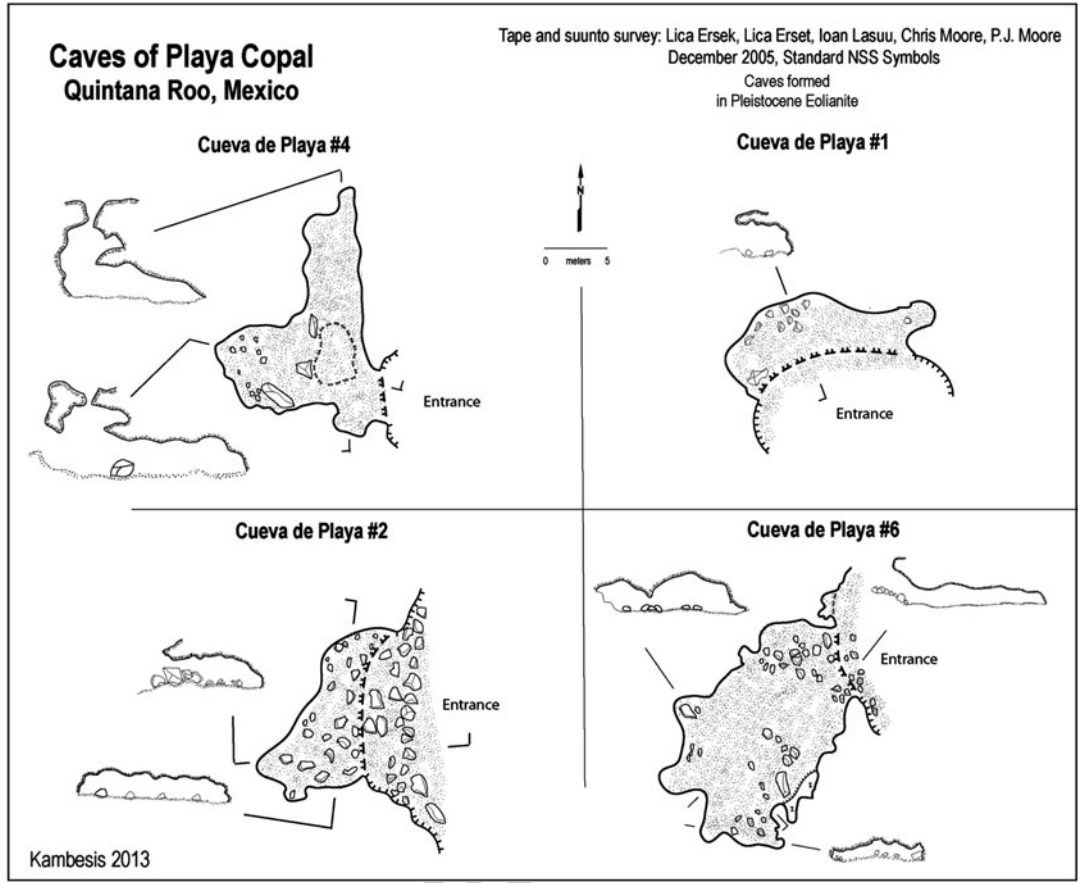 Caves of Playa Copal
Quintana Roo, Mexico
Tape and suunto survey: Lica Ersek, Lica Erset, Ioan Lasuu, Chris Moore, P.J. Moore
December 2005, Standard NSS Symbols
Caves formed
in Pleistocene Eolianite
Cueva de Playa #4
Cueva de Playa #1
N
0 meters 5
Entrance
Entrance
Cueva de Playa #2
Cueva de Playa #6
Entrance
Entrance
Kambesis 2013